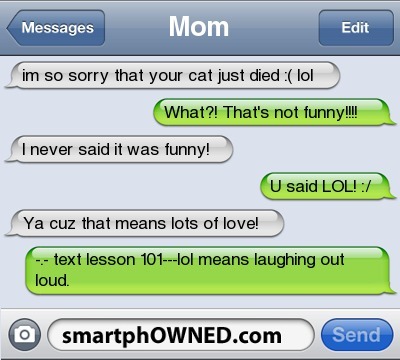 Messages
Mom
Edit
im so sorry that your cat just died :( lol
What?! That's not funny!!!!
I never said it was funny!
U said LOL! :/
Ya cuz that means lots of love!
-.- text lesson 101---lol means laughing out
loud.
smartphOWNED.com
Send